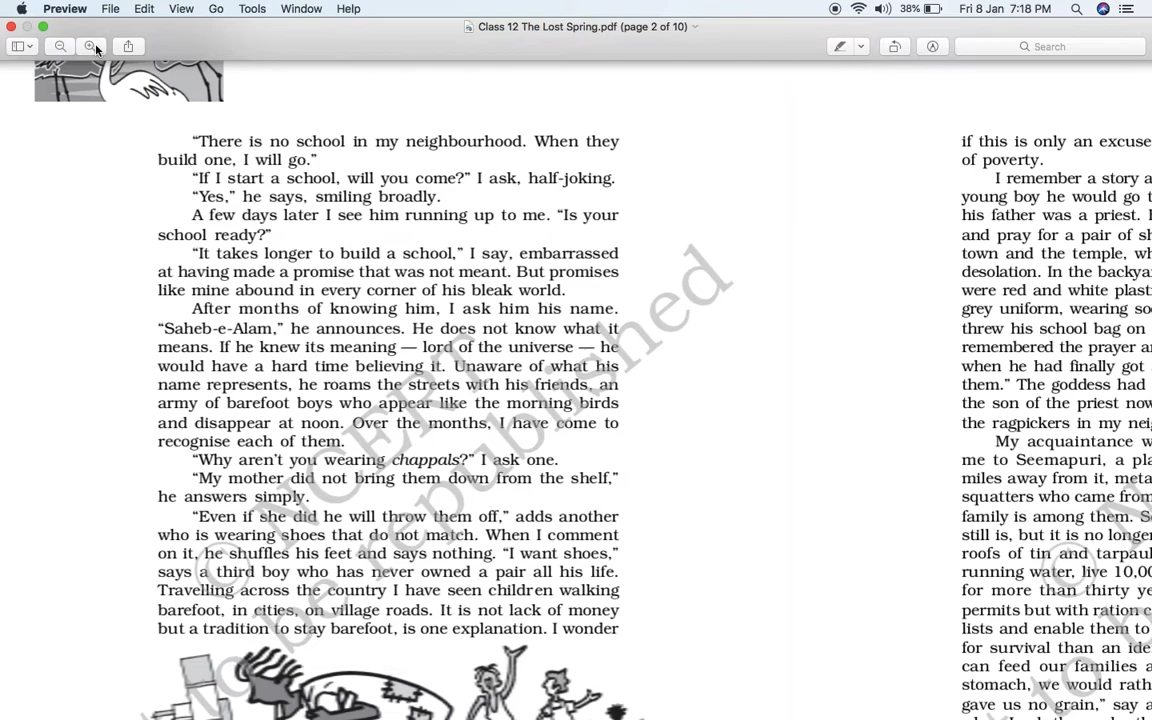 Preview File Edit View Go Tools Window Help 38% Fri 8 Jan 7:18 PM
Class 12 The Lost Spring.pdf (page 2 of 10)
Search
“There is no school in my neighbourhood. When they
build one, I will go.”
“If I start a school, will you come?” I ask, half-joking.
“Yes,” he says, smiling broadly.
A few days later I see him running up to me. “Is your
school ready?”
“It takes longer to build a school,” I say, embarrassed
at having made a promise that was not meant. But promises
like mine abound in every corner of his bleak world.
After months of knowing him, I ask him his name.
“Saheb-e-Alam,” he announces. He does not know what it
means. If he knew its meaning — lord of the universe — he
would have a hard time believing it. Unaware of what his
name represents, he roams the streets with his friends, an
army of barefoot boys who appear like the morning birds
and disappear at noon. Over the months, I have come to
recognise each of them.
“Why aren’t you wearing chappals?” I ask one.
“My mother did not bring them down from the shelf,”
he answers simply.
“Even if she did he will throw them off,” adds another
who is wearing shoes that do not match. When I comment
on it, he shuffles his feet and says nothing. “I want shoes,”
says a third boy who has never owned a pair all his life.
Travelling across the country I have seen children walking
barefoot, in cities, on village roads. It is not lack of money
but a tradition to stay barefoot, is one explanation. I wonder
© NCERT
not to be republished
if this is only an excuse
of poverty.
I remember a story a
young boy he would go t
his father was a priest.
and pray for a pair of sh
town and the temple, wh
desolation. In the backya
were red and white plast
grey uniform, wearing so
threw his school bag on
remembered the prayer a
when he had finally got
them.” The goddess had
the son of the priest now
the ragpickers in my nei
My acquaintance w
me to Seemapuri, a pla
miles away from it, meta
squatters who came from
family is among them. S
still is, but it is no longe
roofs of tin and tarpaul
running water, live 10,00
for more than thirty ye
permits but with ration c
lists and enable them to
for survival than an ide
can feed our families a
stomach, we would rath
gave us no grain,” say a
©
to b